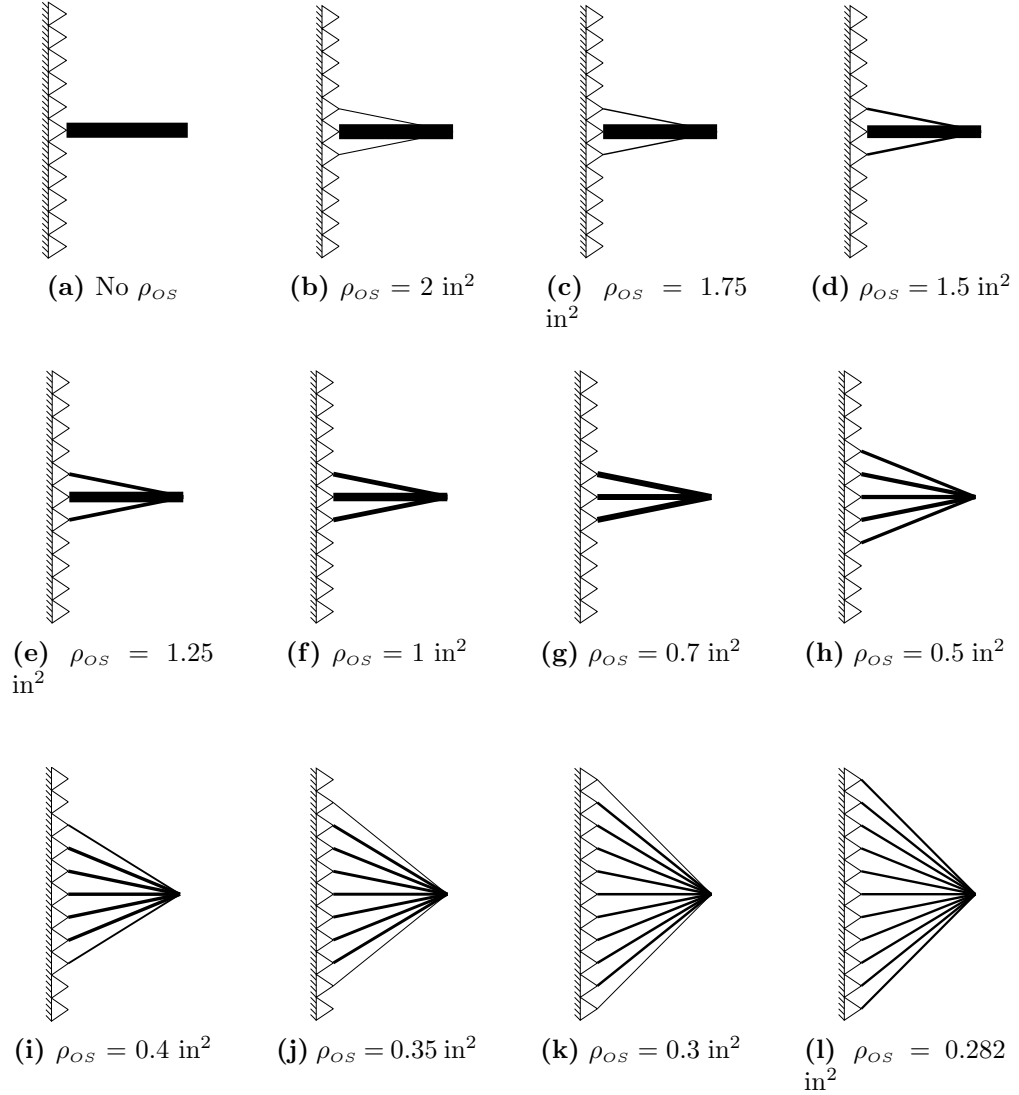 (a) No ρOS
(b) ρOS = 2 in²
(c) ρOS = 1.75
in²
(d) ρOS = 1.5 in²
(e) ρOS = 1.25
in²
(f) ρOS = 1 in²
(g) ρOS = 0.7 in²
(h) ρOS = 0.5 in²
(i) ρOS = 0.4 in²
(j) ρOS = 0.35 in²
(k) ρOS = 0.3 in²
(l) ρOS = 0.282
in²